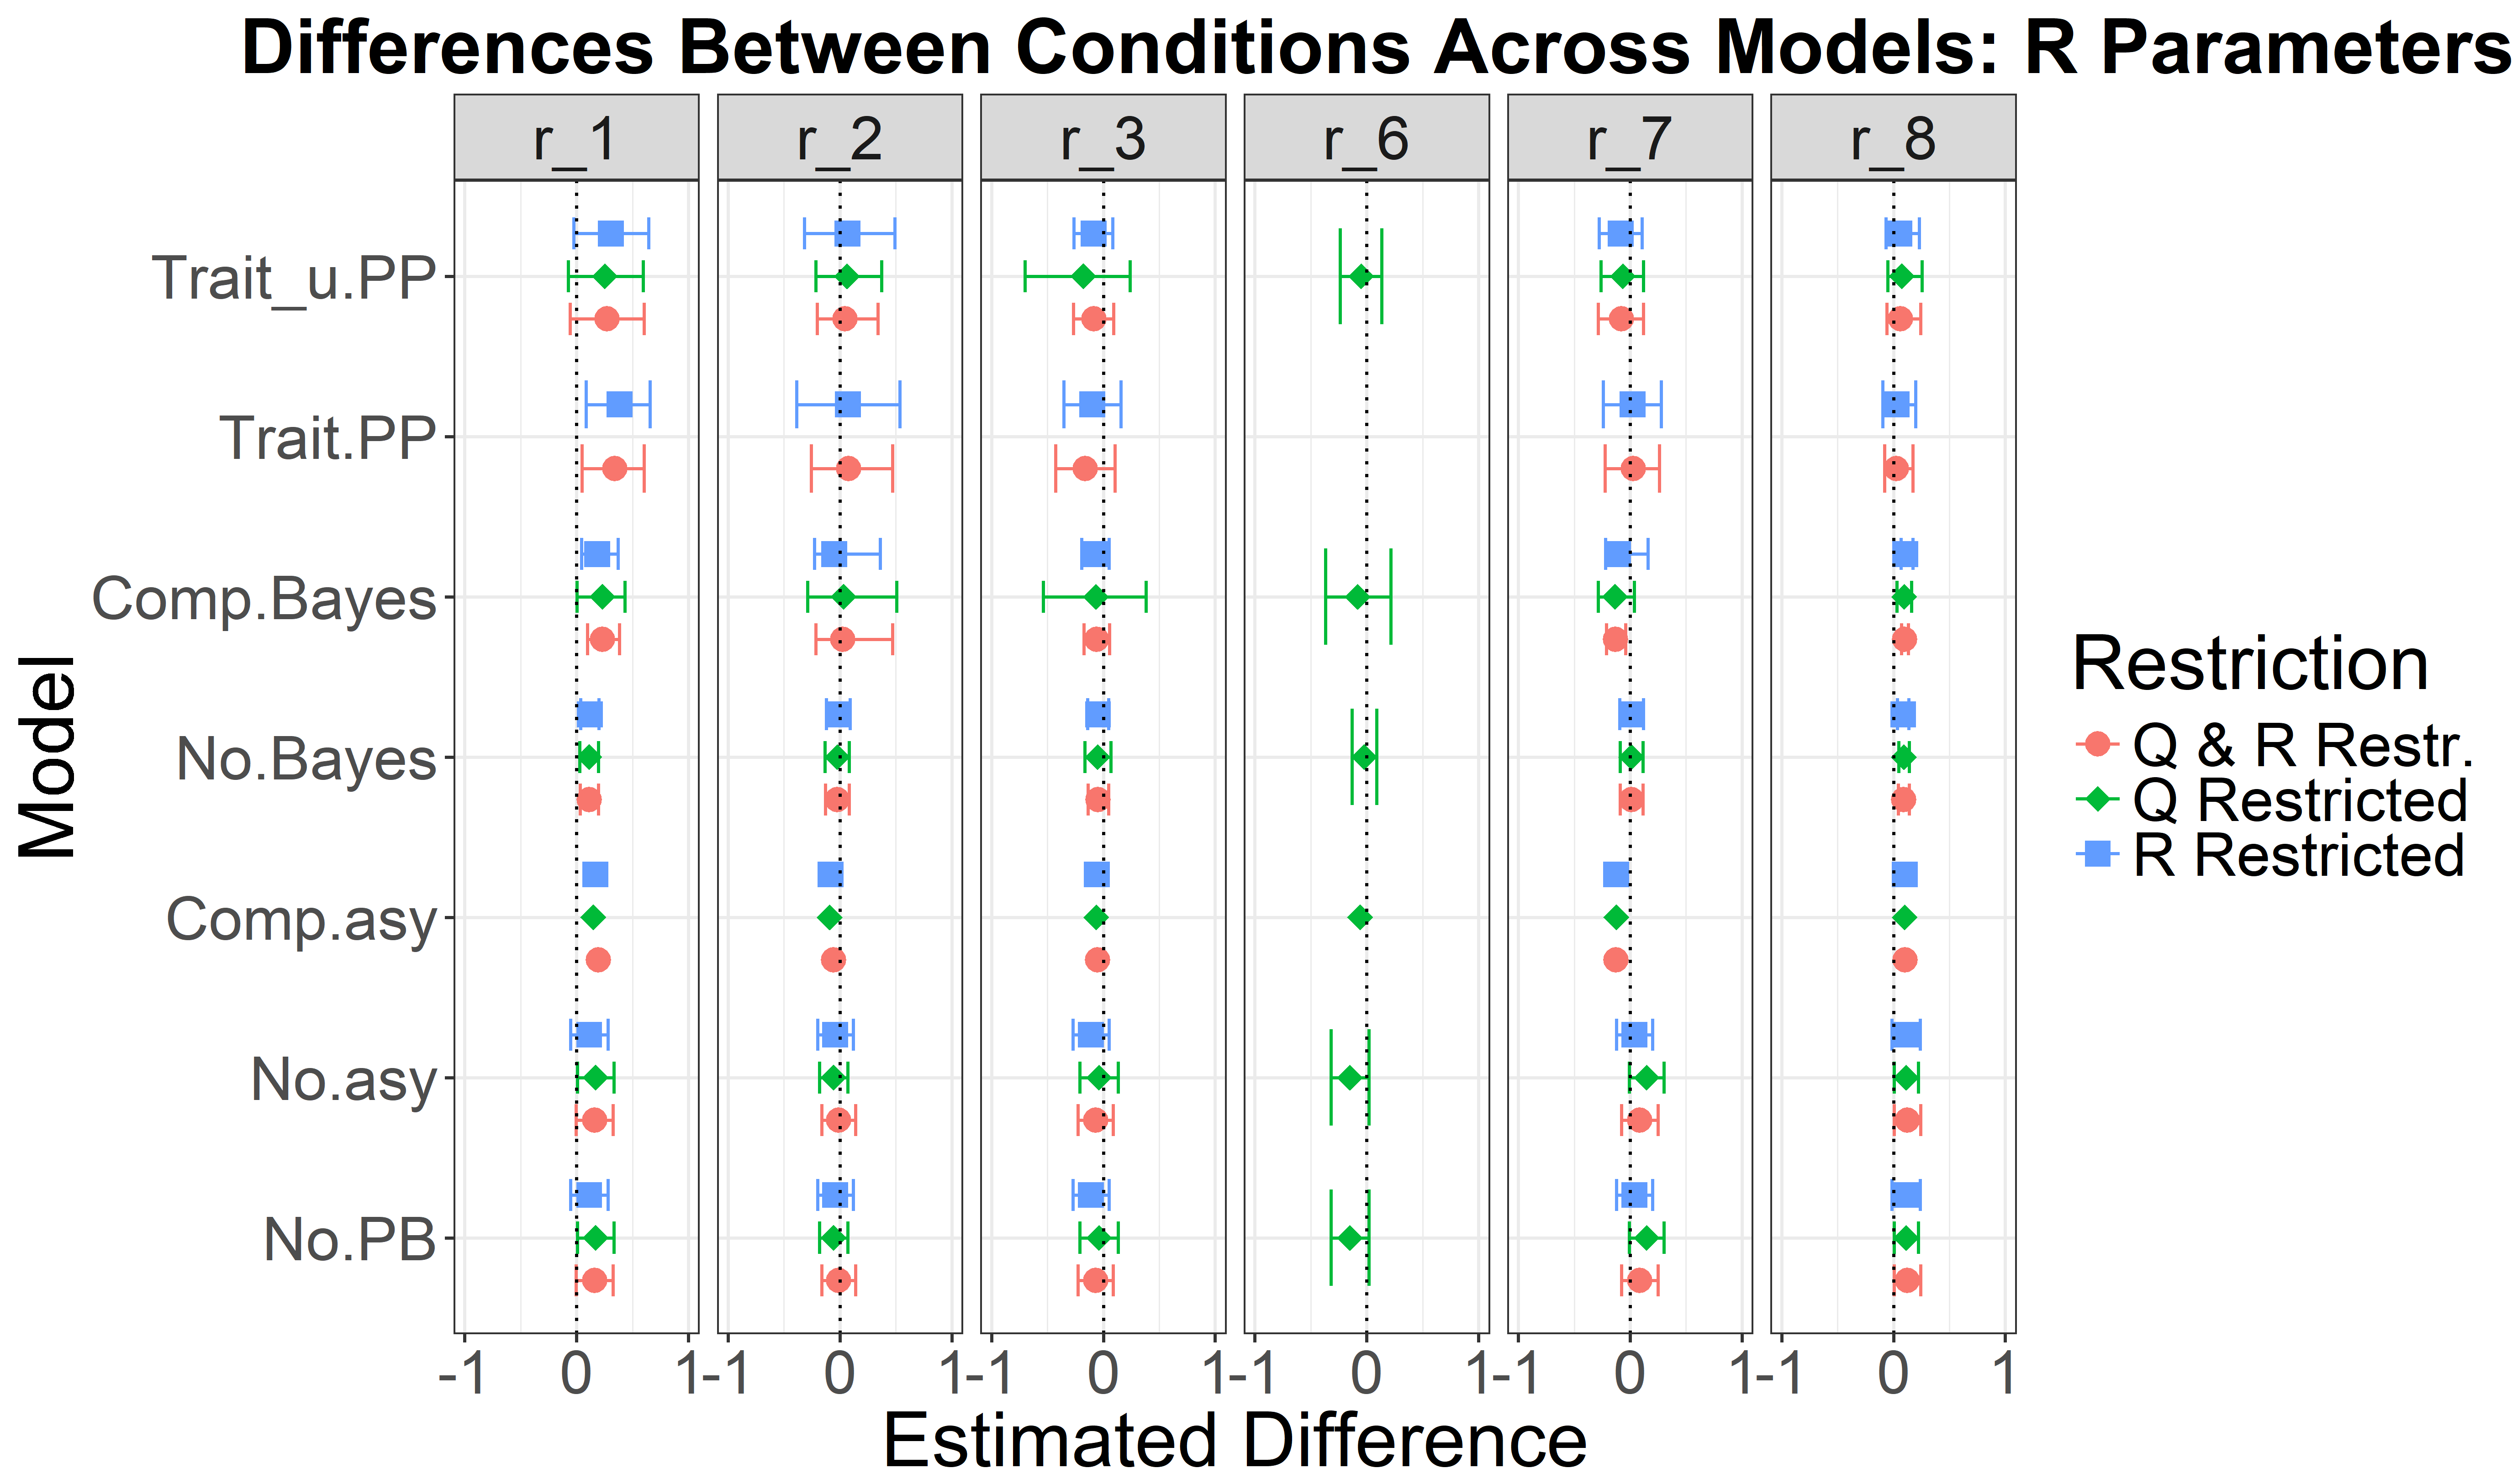 Differences Between Conditions Across Models: R Parameters
r_1 r_2 r_3 r_6 r_7 r_8
Trait_u.PP
Trait.PP
Comp.Bayes
No.Bayes
Comp.asy
No.asy
No.PB
Model
-1 0 1 -1 0 1 -1 0 1 -1 0 1 -1 0 1 -1 0 1
Estimated Difference
Restriction
Q & R Restr.
Q Restricted
R Restricted